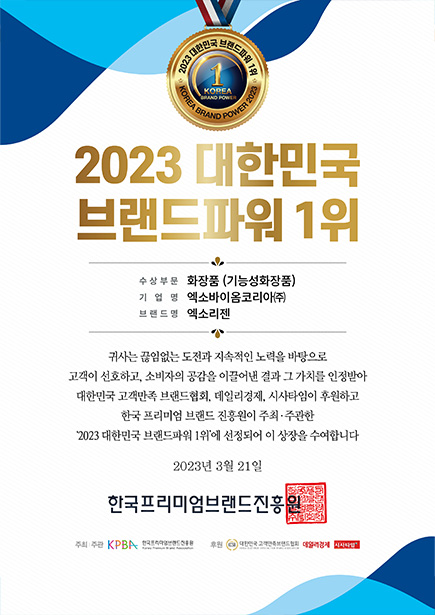 2023 대한민국 브랜드파워 1위
1
KOREA
BRAND POWER
KOREA BRAND POWER 2023
2023 대한민국
브랜드파워 1위
수상부문 화장품 (기능성화장품)
기업명 엑소바이옴코리아㈜
브랜드명 엑소리젠
귀사는 끊임없는 도전과 지속적인 노력을 바탕으로
고객이 선호하고, 소비자의 공감을 이끌어낸 결과 그 가치를 인정받아
대한민국 고객만족 브랜드협회, 데일리경제, 시사타임이 후원하고
한국 프리미엄 브랜드 진흥원이 주최·주관한
‘2023 대한민국 브랜드파워 1위’에 선정되어 이 상장을 수여합니다
2023년 3월 21일
한국프리미엄브랜드진흥원
주최·주관 KPBA 한국프리미엄브랜드진흥원 후원 대한민국 고객만족브랜드협회 데일리경제 시사타임
Korea Premium Brand Association